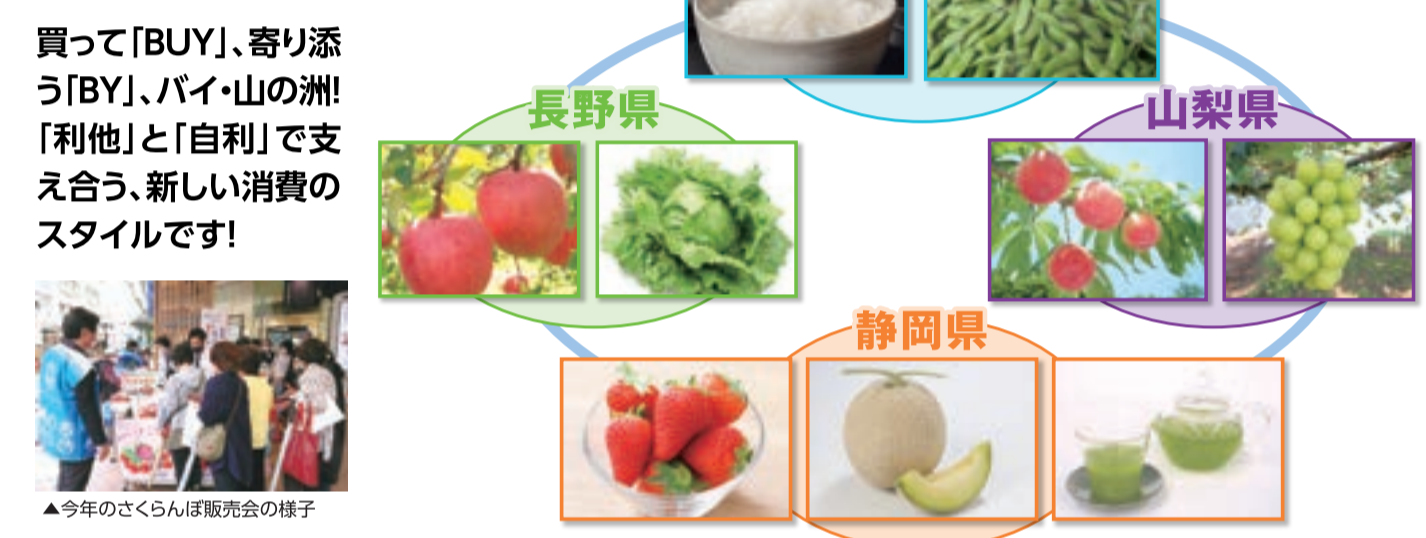 買って「BUY」、寄り添
う「BY」、バイ・山の洲!
「利他」と「自利」で支
え合う、新しい消費の
スタイルです!
▲今年のさくらんぼ販売会の様子
長野県
山梨県
静岡県